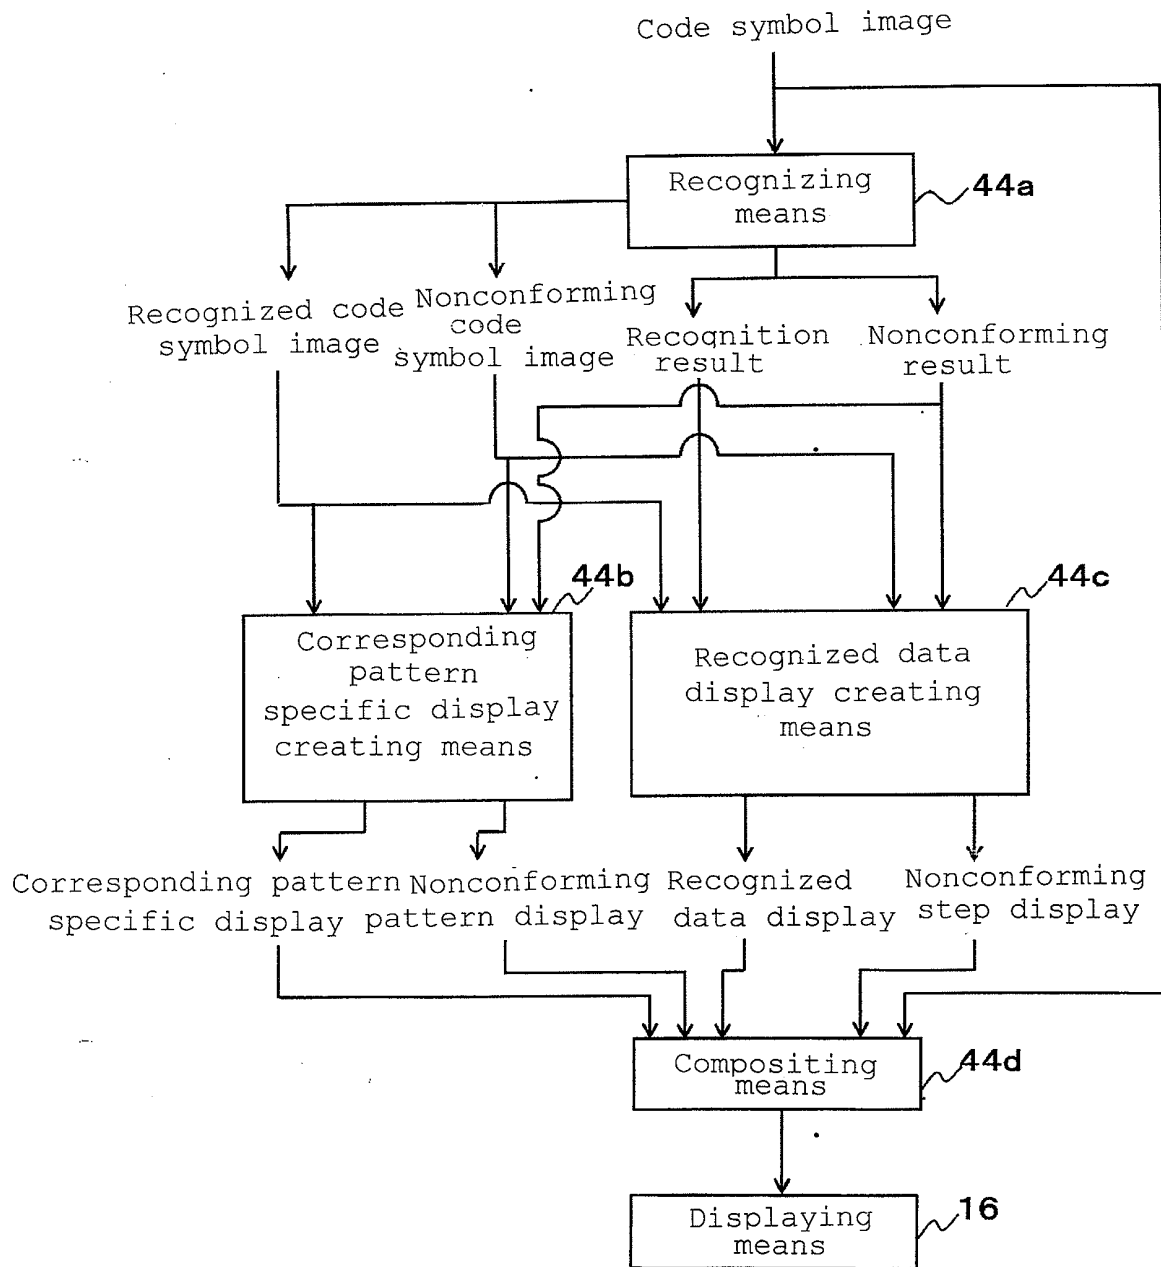 Code symbol image
Recognizing
means
44a
Recognized code
symbol image
Nonconforming
code
symbol image
Recognition
result
Nonconforming
result
44b
44c
Corresponding
pattern
specific display
creating means
Recognized data
display creating
means
Corresponding pattern
specific display
Nonconforming
pattern display
Recognized
data display
Nonconforming
step display
Compositing
means
44d
Displaying
means
16